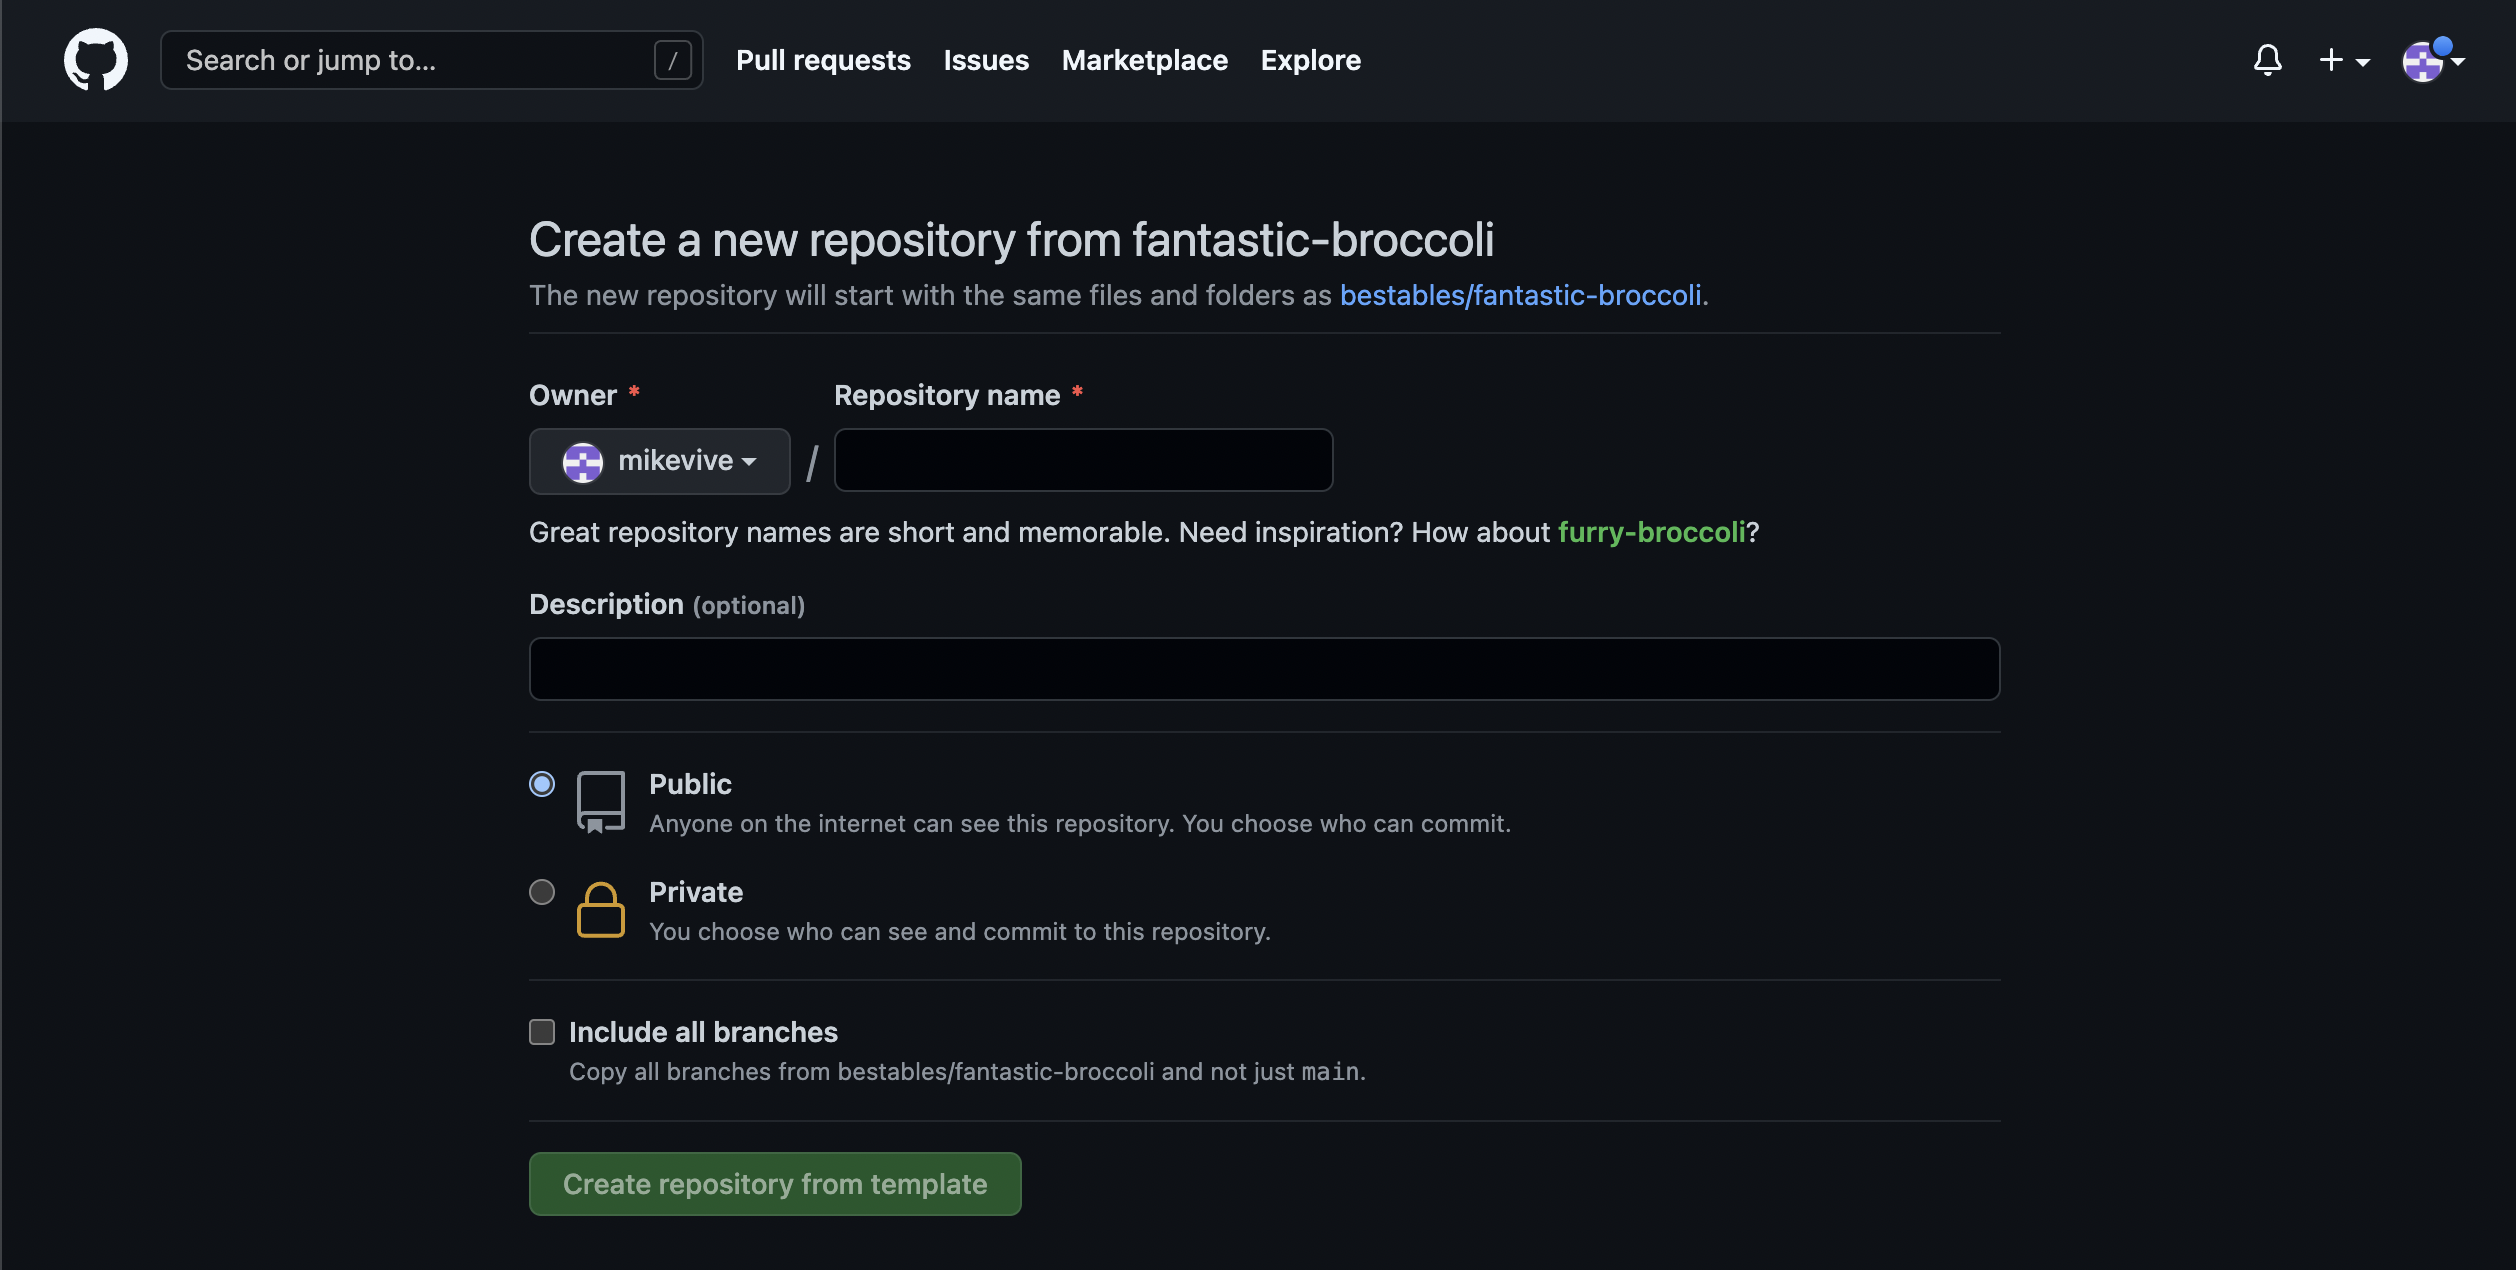 Search or jump to... /
Pull requests Issues Marketplace Explore
Create a new repository from fantastic-broccoli
The new repository will start with the same files and folders as bestables/fantastic-broccoli.
Owner * Repository name *
mikevive /
Great repository names are short and memorable. Need inspiration? How about furry-broccoli?
Description (optional)
Public
Anyone on the internet can see this repository. You choose who can commit.
Private
You choose who can see and commit to this repository.
Include all branches
Copy all branches from bestables/fantastic-broccoli and not just main.
Create repository from template